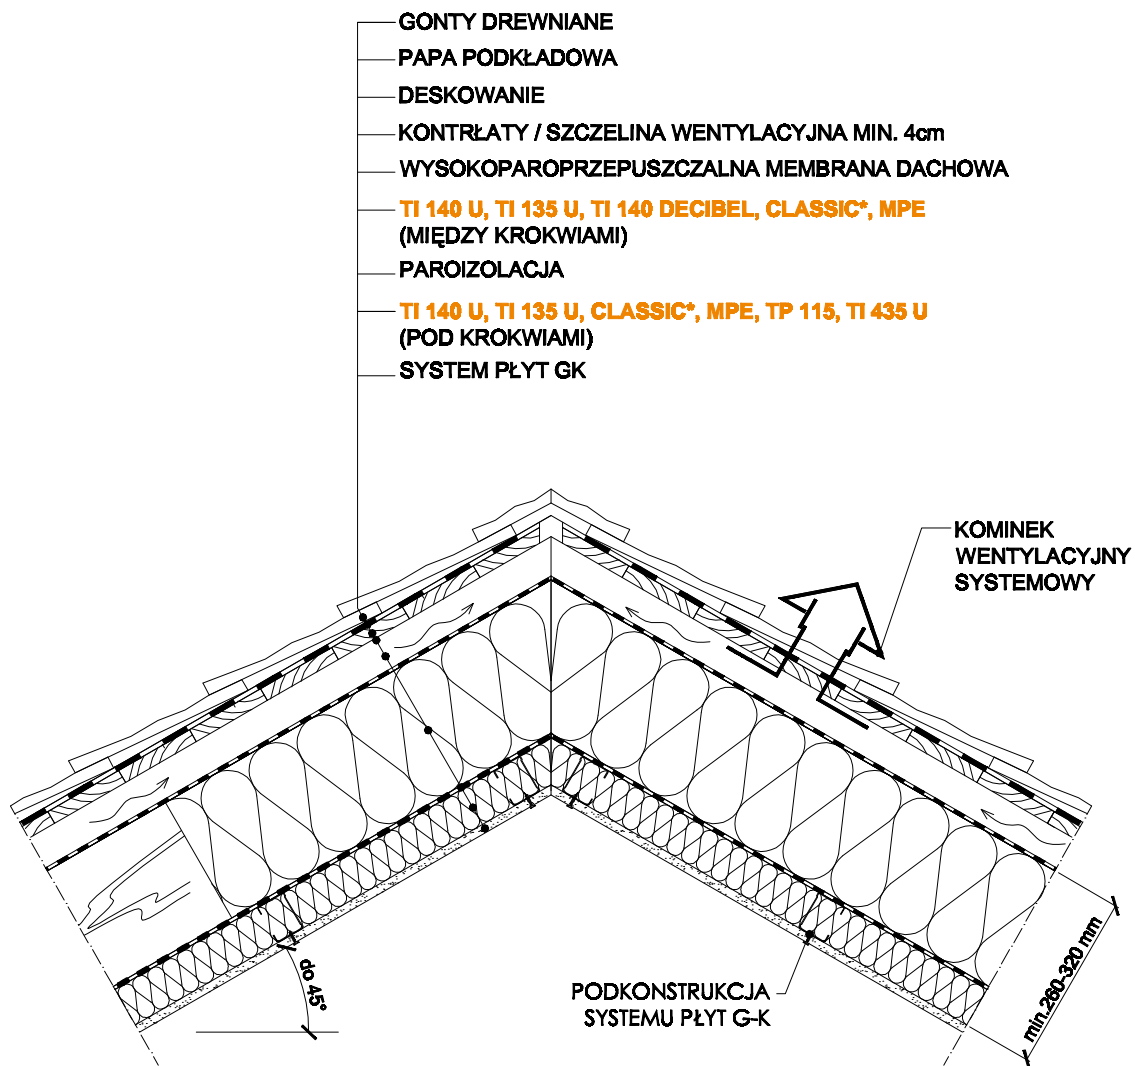 GONTY DREWNIANE
PAPA PODKŁADOWA
DESKOWANIE
KONTRŁATY / SZCZELINA WENTYLACYJNA MIN. 4cm
WYSOKOPAROPRZEPUSZCZALNA MEMBRANA DACHOWA
TI 140 U, TI 135 U, TI 140 DECIBEL, CLASSIC*, MPE
(MIĘDZY KROKWIAMI)
PAROIZOLACJA
TI 140 U, TI 135 U, CLASSIC*, MPE, TP 115, TI 435 U
(POD KROKWIAMI)
SYSTEM PŁYT GK
KOMINEK
WENTYLACYJNY
SYSTEMOWY
do 45°
PODKONSTRUKCJA
SYSTEMU PŁYT G-K
min.260-320 mm